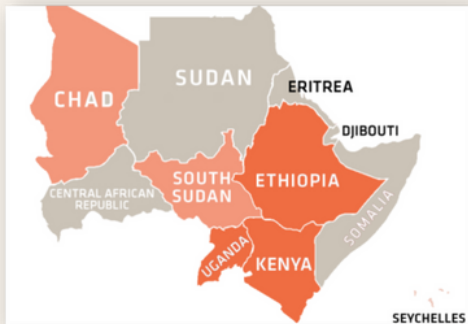 SUDAN
CHAD
ERITREA
DJIBOUTI
SOUTH
SUDAN
ETHIOPIA
CENTRAL AFRICAN
REPUBLIC
SOMALIA
UGANDA
KENYA
SEYCHELLES